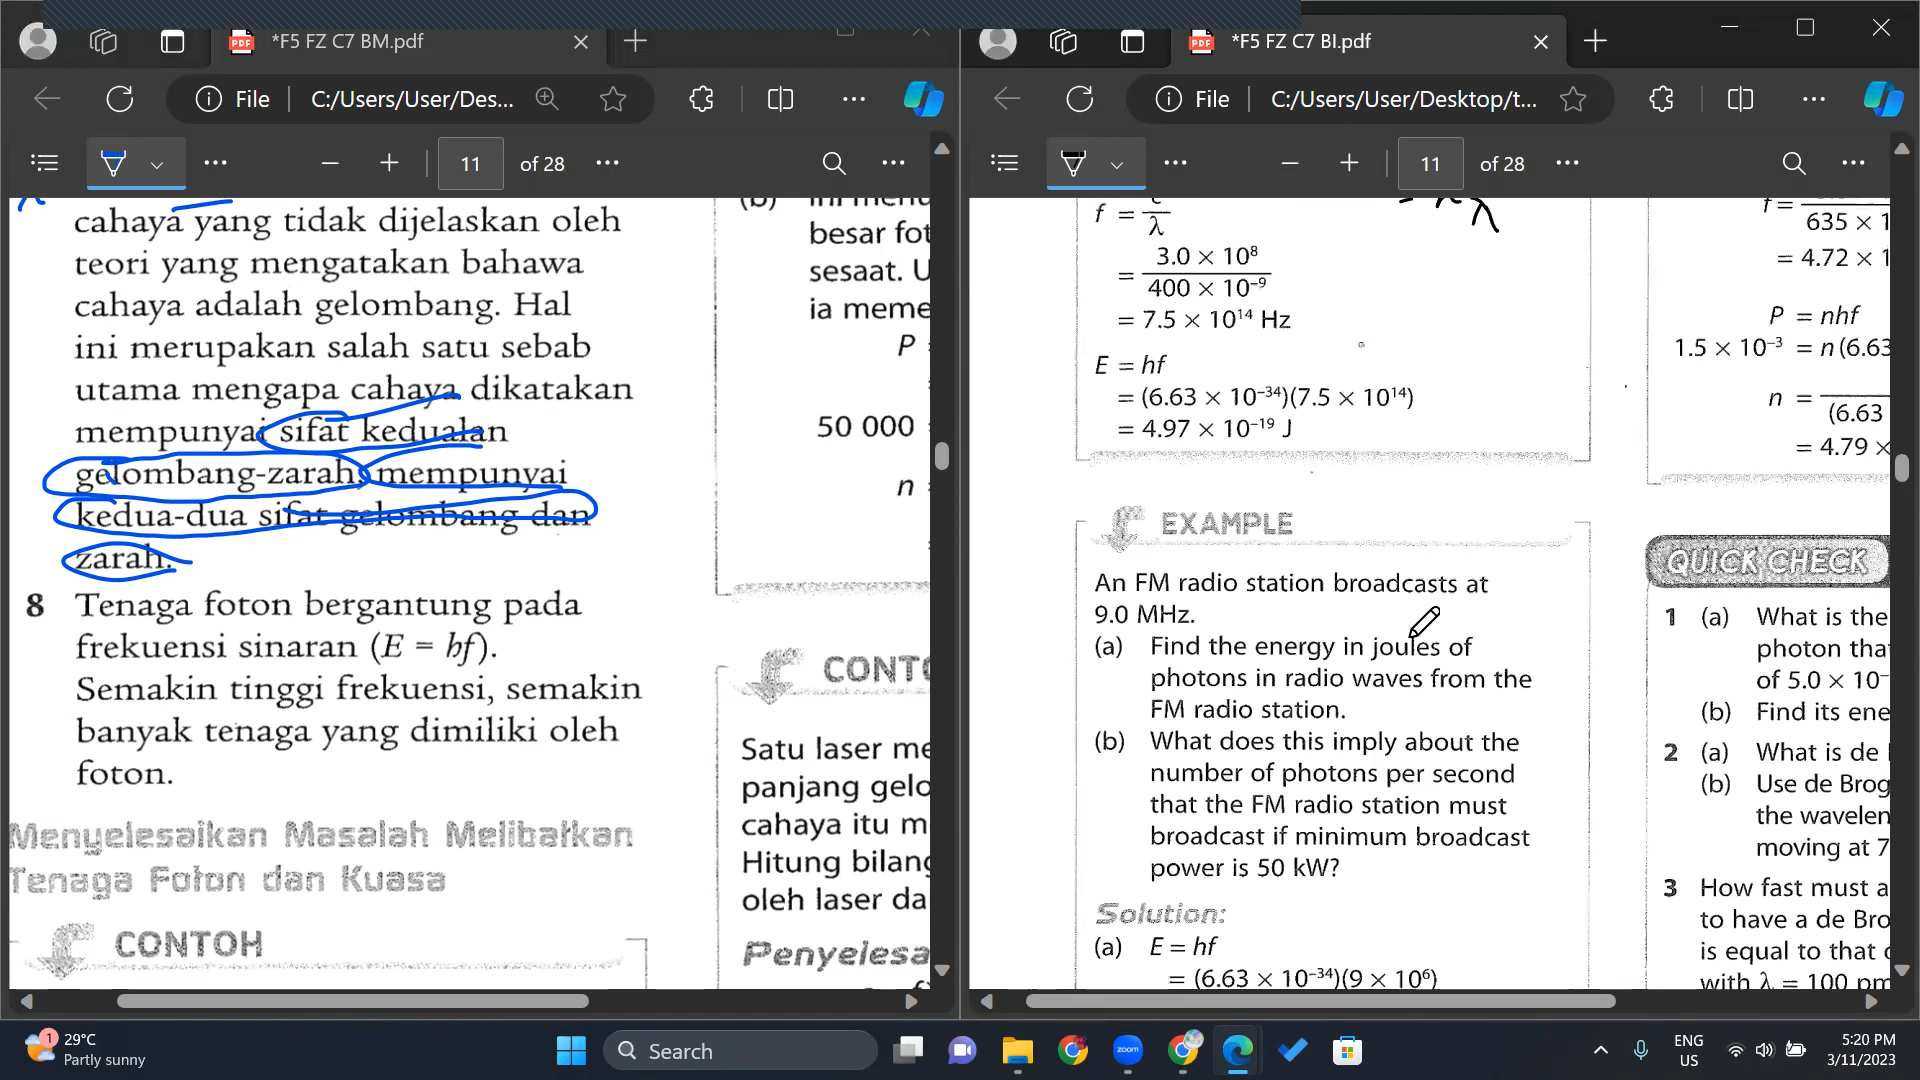 *F5 FZ C7 BM.pdf
File
C:/Users/User/Des...
11
of 28
cahaya yang tidak dijelaskan oleh
teori yang mengatakan bahawa
cahaya adalah gelombang. Hal
ini merupakan salah satu sebab
utama mengapa cahaya dikatakan
mempunyai sifat kedualan
gelombang-zarah, mempunyai
kedua-dua sifat gelombang dan
zarah.
8 Tenaga foton bergantung pada
frekuensi sinaran (E = hf).
Semakin tinggi frekuensi, semakin
banyak tenaga yang dimiliki oleh
foton.
Menyelesaikan Masalah Melibatkan
Tenaga Foton dan Kuasa
CONTOH
(b)
besar fot
sesaat. U
ia meme
P
50 000
n
CONTO
Satu laser me
panjang gelo
cahaya itu m
Hitung bilang
oleh laser da
Penyelesa
*F5 FZ C7 BI.pdf
File
C:/Users/User/Desktop/t...
11
of 28
f = c/λ
= 3.0 × 10⁸
400 × 10⁻⁹
= 7.5 × 10¹⁴ Hz
E = hf
= (6.63 × 10⁻³⁴)(7.5 × 10¹⁴)
= 4.97 × 10⁻¹⁹ J
λ
EXAMPLE
An FM radio station broadcasts at
9.0 MHz.
(a) Find the energy in joules of
photons in radio waves from the
FM radio station.
(b) What does this imply about the
number of photons per second
that the FM radio station must
broadcast if minimum broadcast
power is 50 kW?
Solution:
(a) E = hf
= (6.63 × 10⁻³⁴)(9 × 10⁶)
f =
635 × 1
= 4.72 × 1
P = nhf
1.5 × 10⁻³ = n (6.63
n =
(6.63
= 4.79 ×
QUICK CHECK
1 (a) What is the
photon tha
of 5.0 × 10⁻
(b) Find its ene
2 (a) What is de
(b) Use de Brog
the wavelen
moving at 7
3 How fast must a
to have a de Bro
is equal to that
with λ = 100 pm
1
29°C
Partly sunny
Search
zoom
ENG
US
5:20 PM
3/11/2023